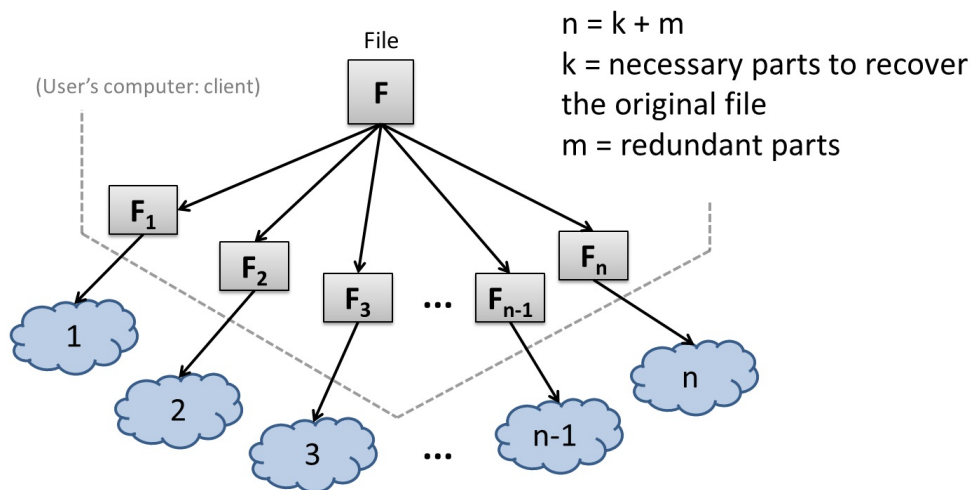 n = k + m
k = necessary parts to recover
the original file
m = redundant parts
File
(User's computer: client)
F
F₁
F₂
F₃
...
Fₙ₋₁
Fₙ
1
2
3
...
n-1
n